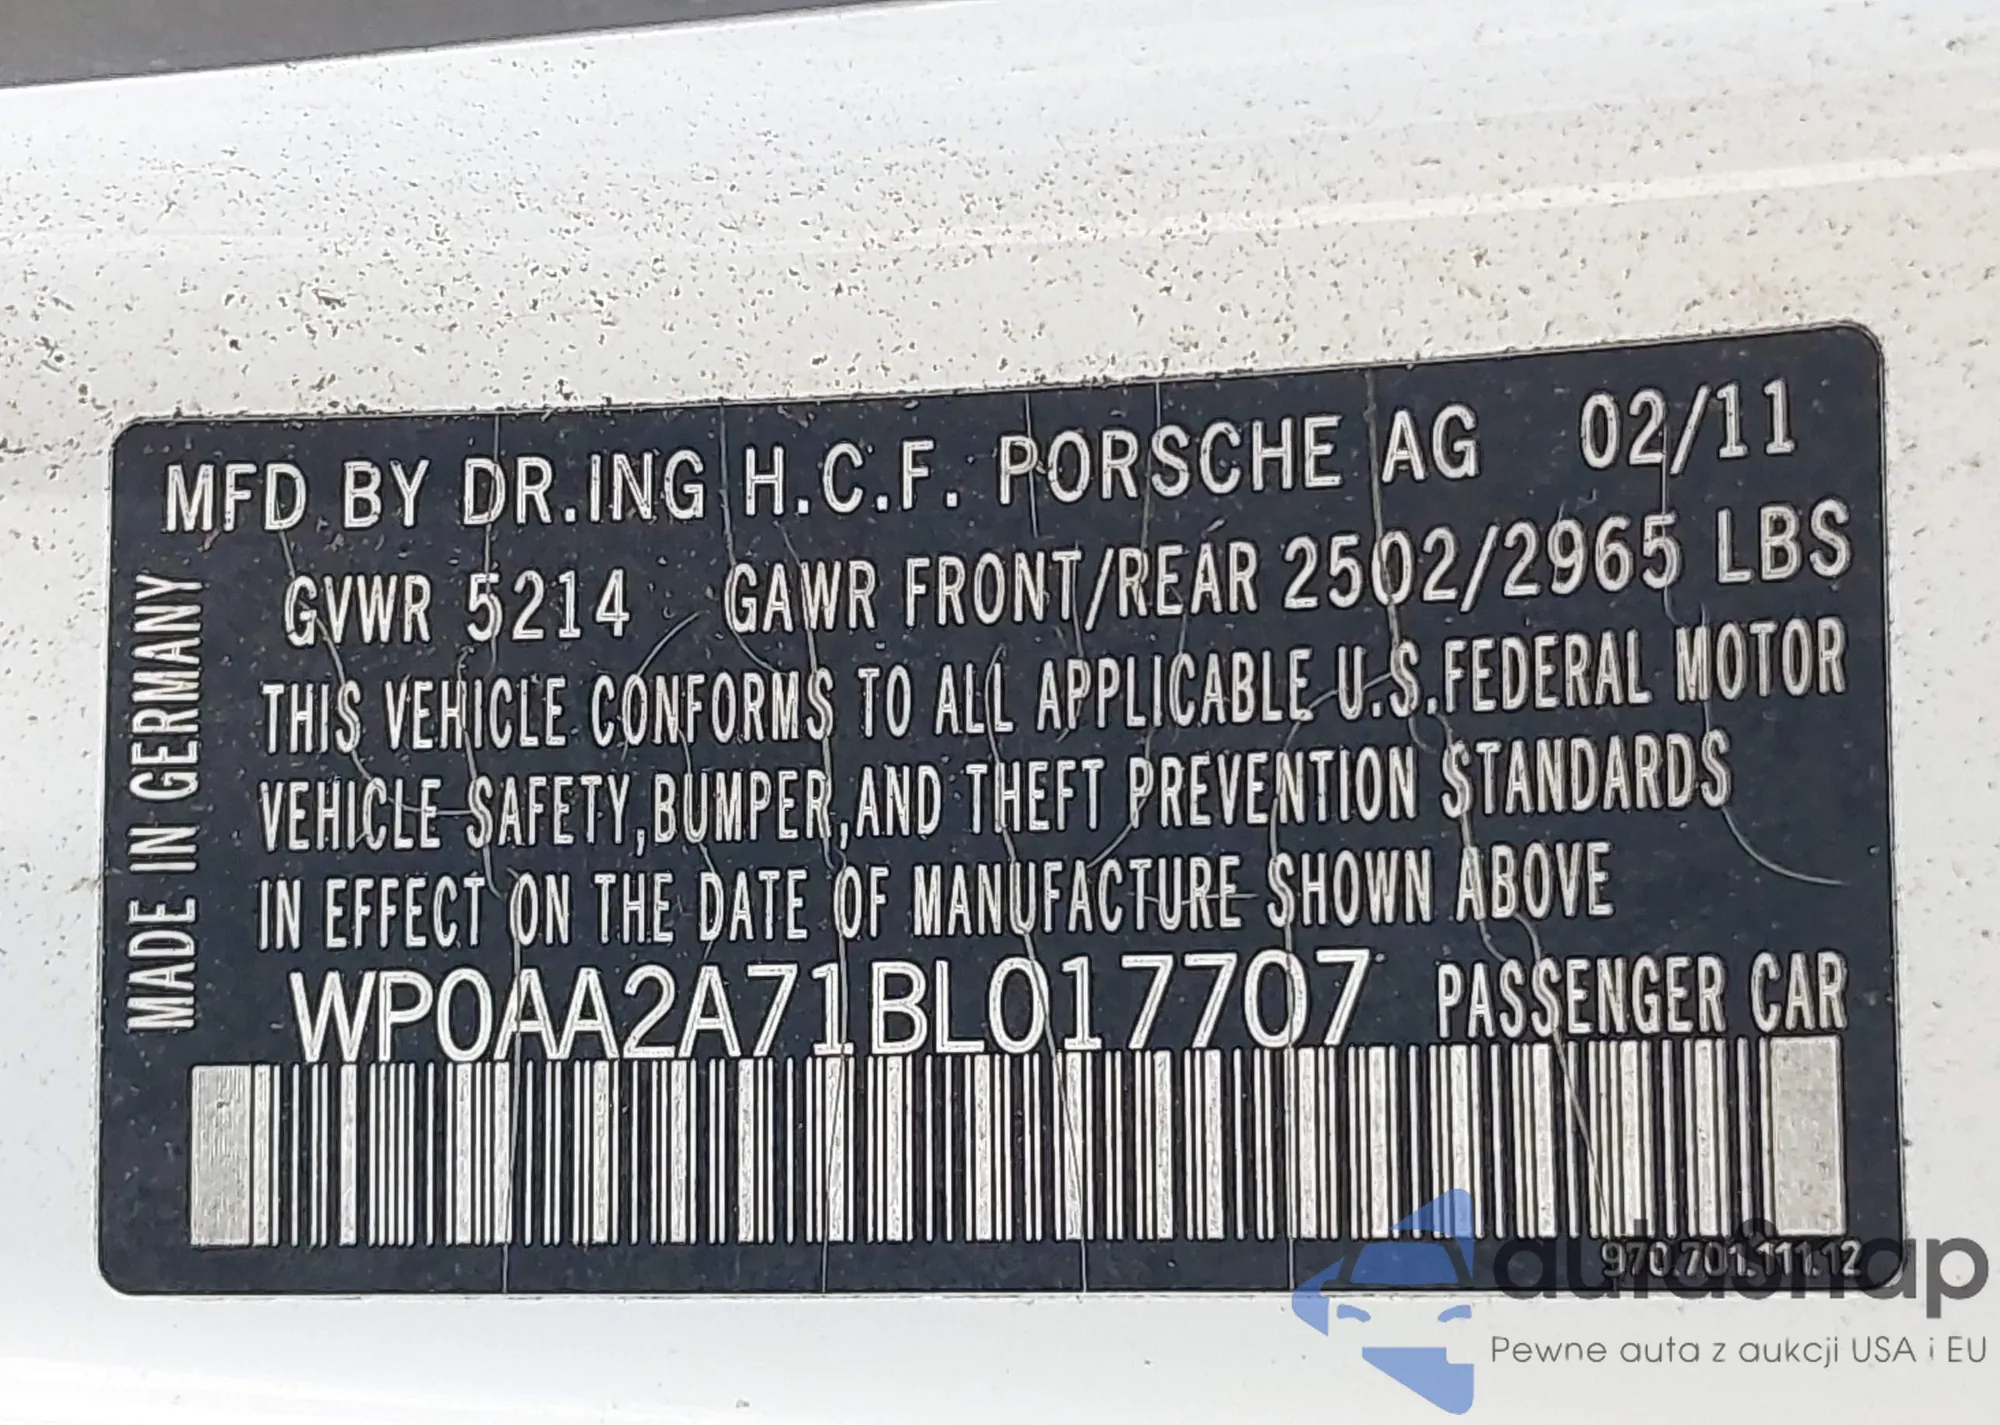 MFD BY DR.ING H.C.F. PORSCHE AG 02/11
GVWR 5214 GAWR FRONT/REAR 2502/2965 LBS
THIS VEHICLE CONFORMS TO ALL APPLICABLE U.S.FEDERAL MOTOR
VEHICLE SAFETY,BUMPER,AND THEFT PREVENTION STANDARDS
IN EFFECT ON THE DATE OF MANUFACTURE SHOWN ABOVE
WP0AA2A71BL017707 PASSENGER CAR
MADE IN GERMANY
970.701.111.12
autoSnap
Pewne auta z aukcji USA i EU